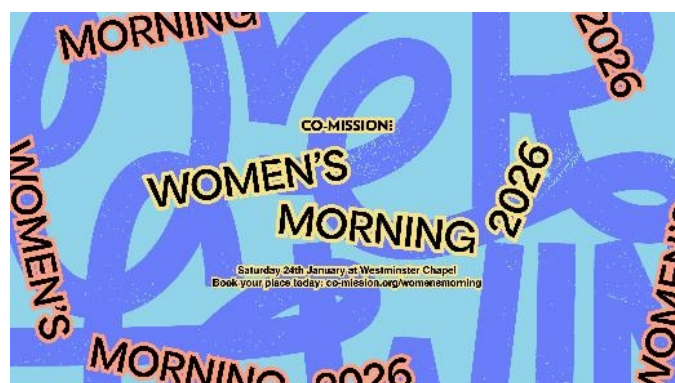 MORNING
2026
CO-MISSION:
WOMEN'S
MORNING 2026
WOMEN'S
Saturday 24th January at Westminster Chapel
Book your place today: co-mission.org/womensmorning
WOMEN'S
MORNING 2026